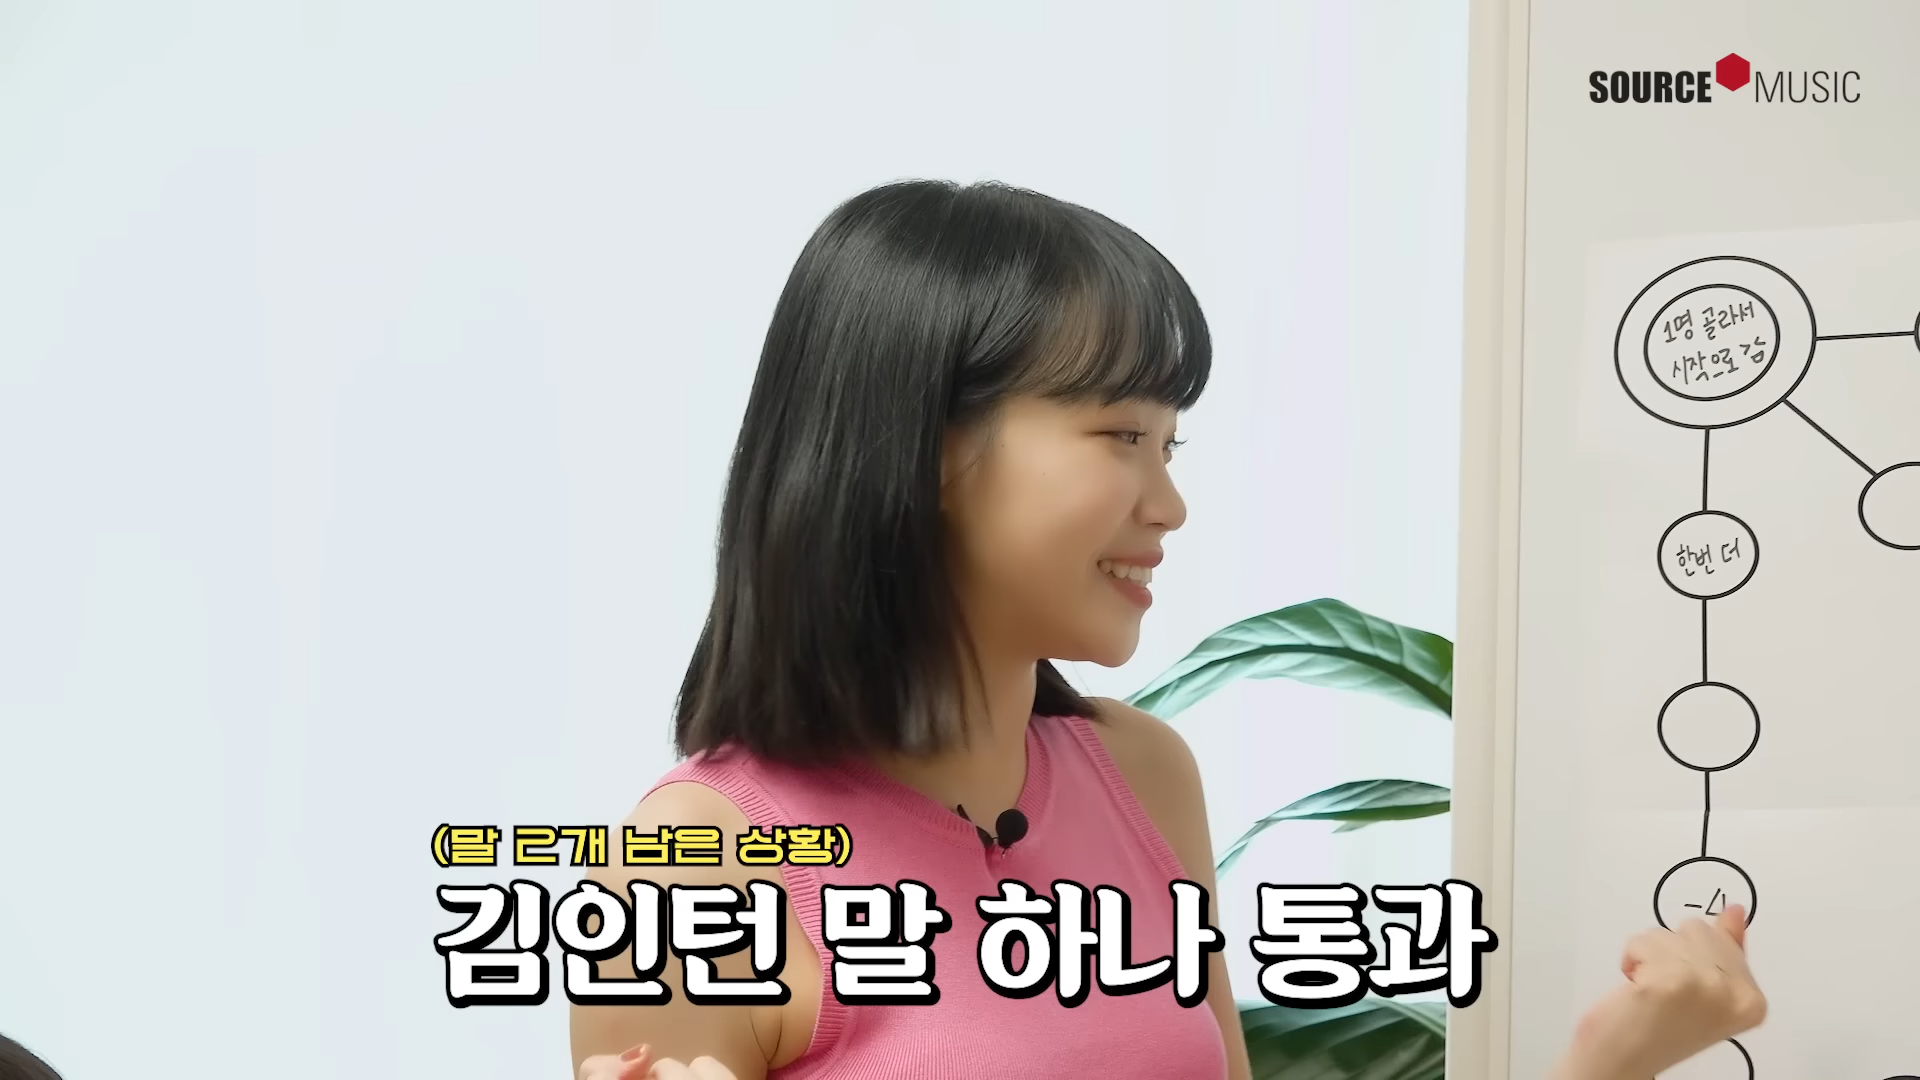 SOURCE MUSIC
1명 골라서
시작으로 감
한번 더
-4
(말 2개 남은 상황)
김인턴 말 하나 통과